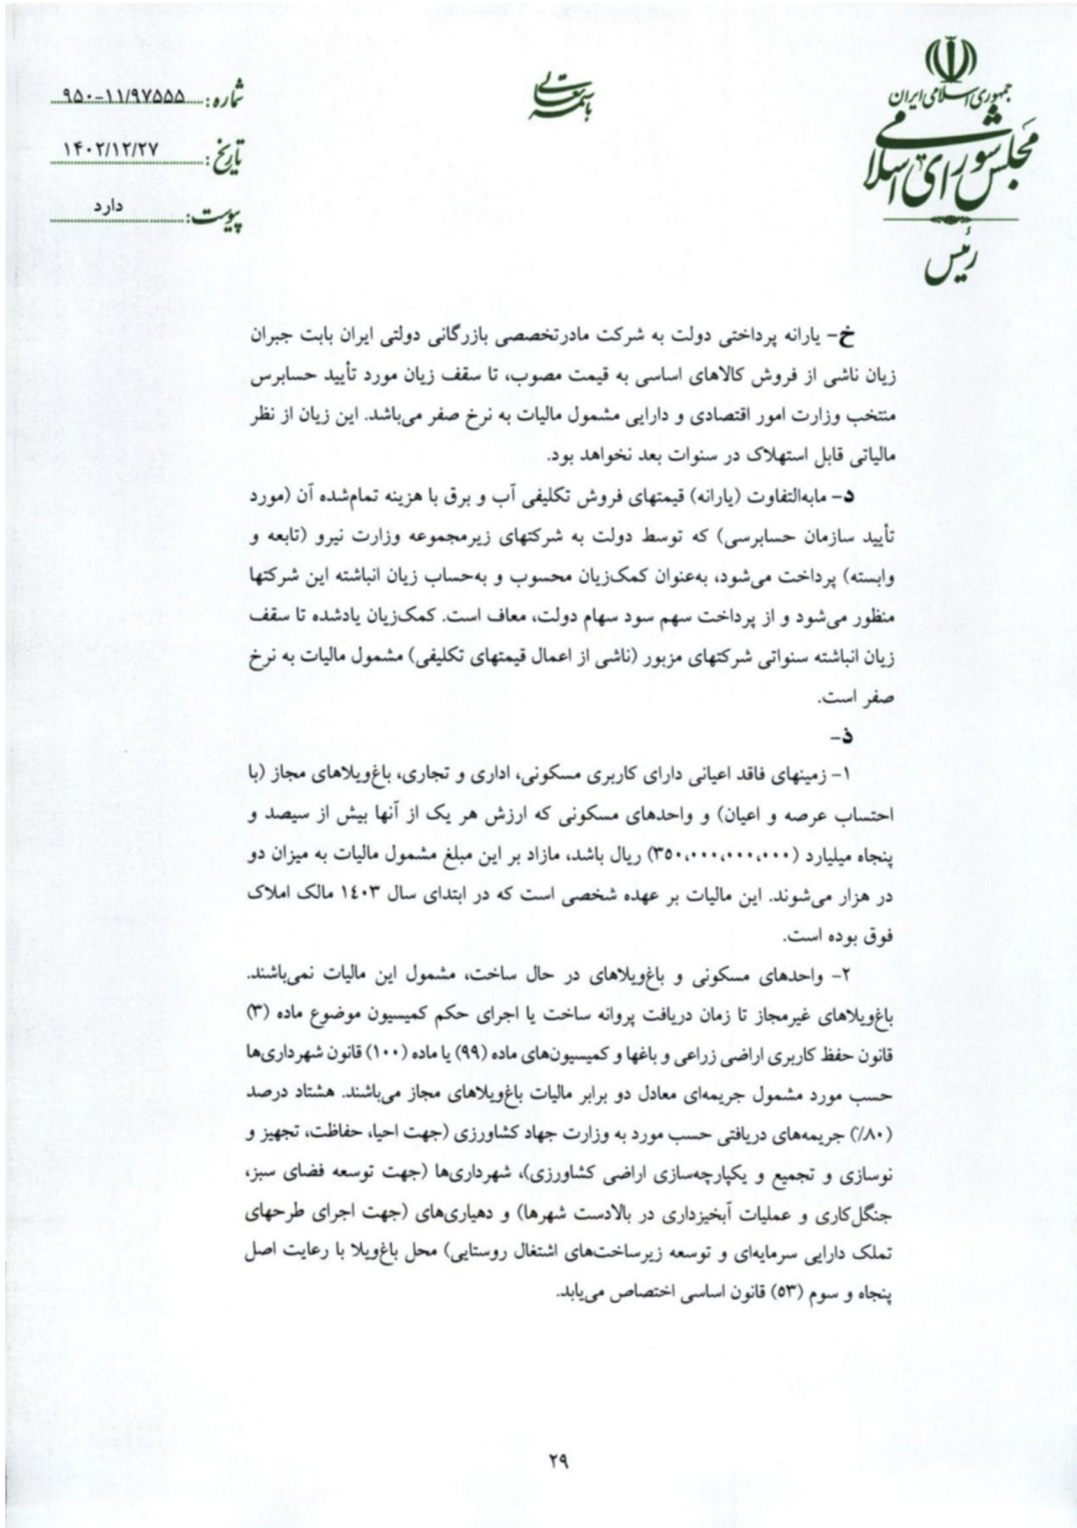 جمهوری اسلامی ایران
مجلس شورای اسلامی
رئیس
باسمه تعالی
شماره: ۹۵۰-۱۱/۹۷۵۵۵
تاریخ: ۱۴۰۲/۱۲/۲۷
پیوست: دارد
خ- یارانه پرداختی دولت به شرکت مادرتخصصی بازرگانی دولتی ایران بابت جبران
زیان ناشی از فروش کالاهای اساسی به قیمت مصوب، تا سقف زیان مورد تأیید حسابرس
منتخب وزارت امور اقتصادی و دارایی مشمول مالیات به نرخ صفر می‌باشد. این زیان از نظر
مالیاتی قابل استهلاک در سنوات بعد نخواهد بود.
د- مابه‌التفاوت (یارانه) قیمتهای فروش تکلیفی آب و برق با هزینه تمام‌شده آن (مورد
تأیید سازمان حسابرسی) که توسط دولت به شرکتهای زیرمجموعه وزارت نیرو (تابعه و
وابسته) پرداخت می‌شود، به‌عنوان کمک‌زیان محسوب و به‌حساب زیان انباشته این شرکتها
منظور می‌شود و از پرداخت سهم سود سهام دولت، معاف است. کمک‌زیان یادشده تا سقف
زیان انباشته سنواتی شرکتهای مزبور (ناشی از اعمال قیمتهای تکلیفی) مشمول مالیات به نرخ
صفر است.
ذ-
۱- زمینهای فاقد اعیانی دارای کاربری مسکونی، اداری و تجاری، باغ‌ویلاهای مجاز (با
احتساب عرصه و اعیان) و واحدهای مسکونی که ارزش هر یک از آنها بیش از سیصد و
پنجاه میلیارد (۳۵۰،۰۰۰،۰۰۰،۰۰۰) ریال باشد، مازاد بر این مبلغ مشمول مالیات به میزان دو
در هزار می‌شوند. این مالیات بر عهده شخصی است که در ابتدای سال ۱٤۰۳ مالک املاک
فوق بوده است.
۲- واحدهای مسکونی و باغ‌ویلاهای در حال ساخت، مشمول این مالیات نمی‌باشند.
باغ‌ویلاهای غیرمجاز تا زمان دریافت پروانه ساخت یا اجرای حکم کمیسیون موضوع ماده (۳)
قانون حفظ کاربری اراضی زراعی و باغها و کمیسیون‌های ماده (۹۹) یا ماده (۱۰۰) قانون شهرداری‌ها
حسب مورد مشمول جریمه‌ای معادل دو برابر مالیات باغ‌ویلاهای مجاز می‌باشند. هشتاد درصد
(۸۰٪) جریمه‌های دریافتی حسب مورد به وزارت جهاد کشاورزی (جهت احیا، حفاظت، تجهیز و
نوسازی و تجمیع و یکپارچه‌سازی اراضی کشاورزی)، شهرداری‌ها (جهت توسعه فضای سبز،
جنگل‌کاری و عملیات آبخیزداری در بالادست شهرها) و دهیاری‌های (جهت اجرای طرحهای
تملک دارایی سرمایه‌ای و توسعه زیرساخت‌های اشتغال روستایی) محل باغ‌ویلا با رعایت اصل
پنجاه و سوم (۵۳) قانون اساسی اختصاص می‌یابد.
۲۹